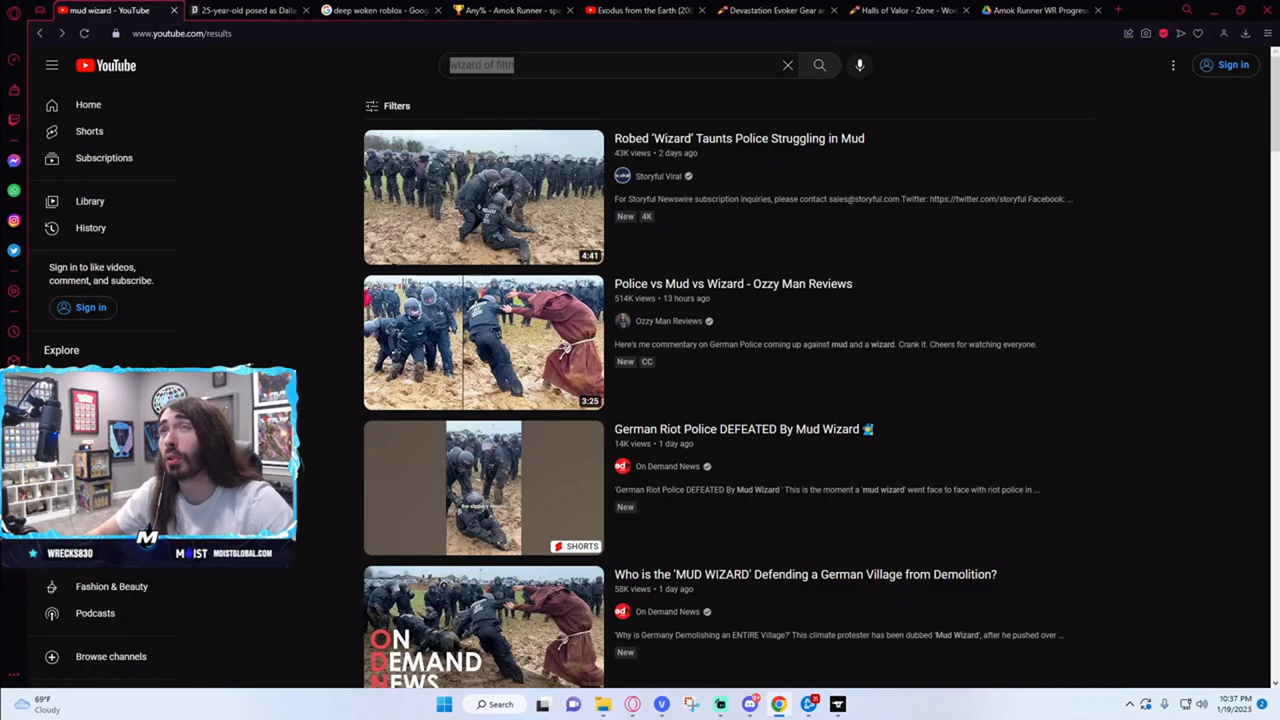 mud wizard - YouTube
25-year-old posed as Dalla
deep woken roblox - Goog
Any% - Amok Runner - spe
Exodus from the Earth (200
Devastation Evoker Gear an
Halls of Valor - Zone - Wor
Amok Runner WR Progress
www.youtube.com/results
YouTube
wizard of filth
Sign in
Home
Shorts
Subscriptions
Library
History
Sign in to like videos,
comment, and subscribe.
Sign in
Explore
Fashion & Beauty
Podcasts
Browse channels
Filters
Robed 'Wizard' Taunts Police Struggling in Mud
43K views • 2 days ago
Storyful Viral
For Storyful Newswire subscription inquiries, please contact sales@storyful.com Twitter: https://twitter.com/storyful Facebook: ...
New 4K
4:41
Police vs Mud vs Wizard - Ozzy Man Reviews
514K views • 13 hours ago
Ozzy Man Reviews
Here's me commentary on German Police coming up against mud and a wizard. Crank it. Cheers for watching everyone.
New CC
3:25
German Riot Police DEFEATED By Mud Wizard
14K views • 1 day ago
On Demand News
'German Riot Police DEFEATED By Mud Wizard ' This is the moment a 'mud wizard' went face to face with riot police in ...
New
SHORTS
Who is the 'MUD WIZARD' Defending a German Village from Demolition?
58K views • 1 day ago
On Demand News
'Why is Germany Demolishing an ENTIRE Village?' This climate protester has been dubbed 'Mud Wizard', after he pushed over ...
New
ON
DEMAND
NEWS
WRECKS830
M
MOIST
MOISTGLOBAL.COM
69°F
Cloudy
Search
10:37 PM
1/19/2023